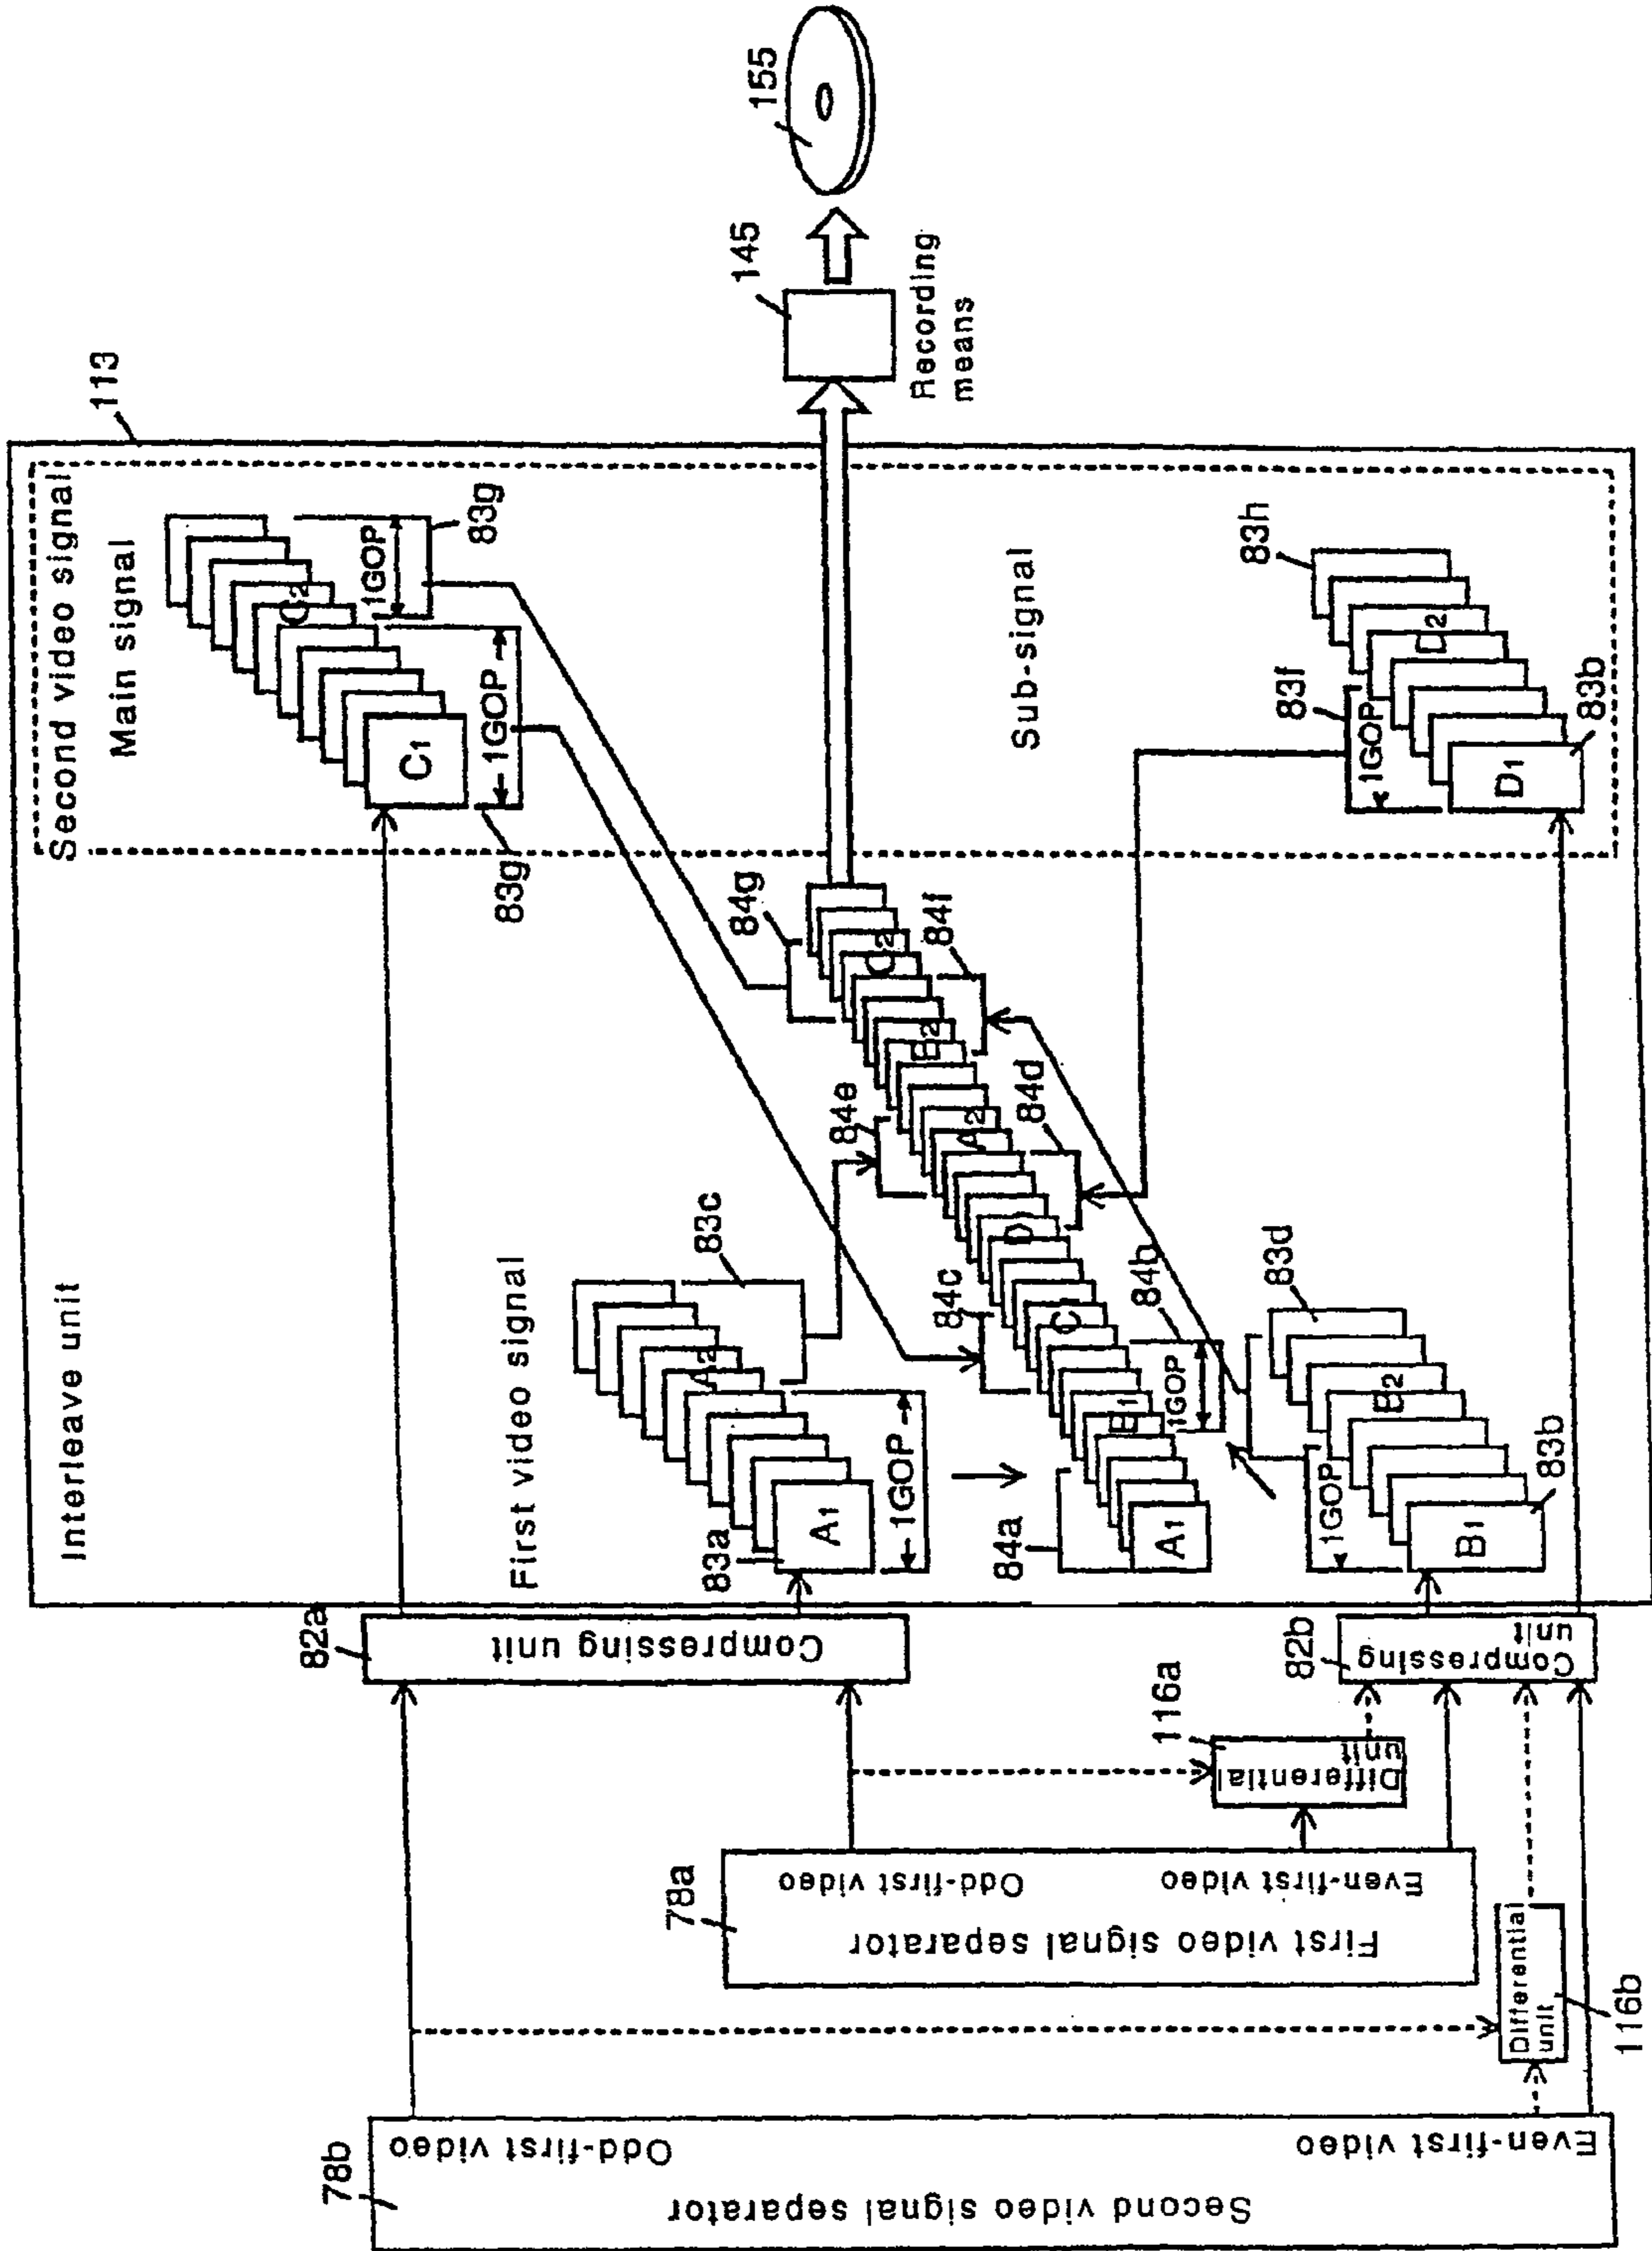 78b
Second video signal separator
Odd-first video
Even-first video
78a
First video signal separator
Odd-first video
Even-first video
116a
Differential
unit
Differential
unit
116b
82a
Compressing unit
82b
Compressing
unit
Interleave unit
113
First video signal
83a
A1
A2
1GOP
83c
84a
A1
B1
1GOP
84b
84c
C
D
84d
84e
A2
B2
84f
84g
C2
1GOP
B1
B2
83b
83d
Second video signal
Main signal
C1
C2
1GOP
83g
1GOP
83g
Sub-signal
83f
1GOP
D1
D2
83b
83h
145
Recording
means
155